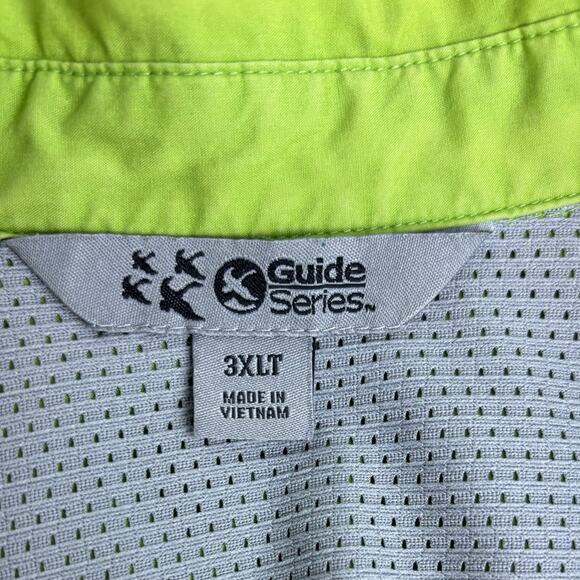 Guide
Series™
3XLT
MADE IN
VIETNAM